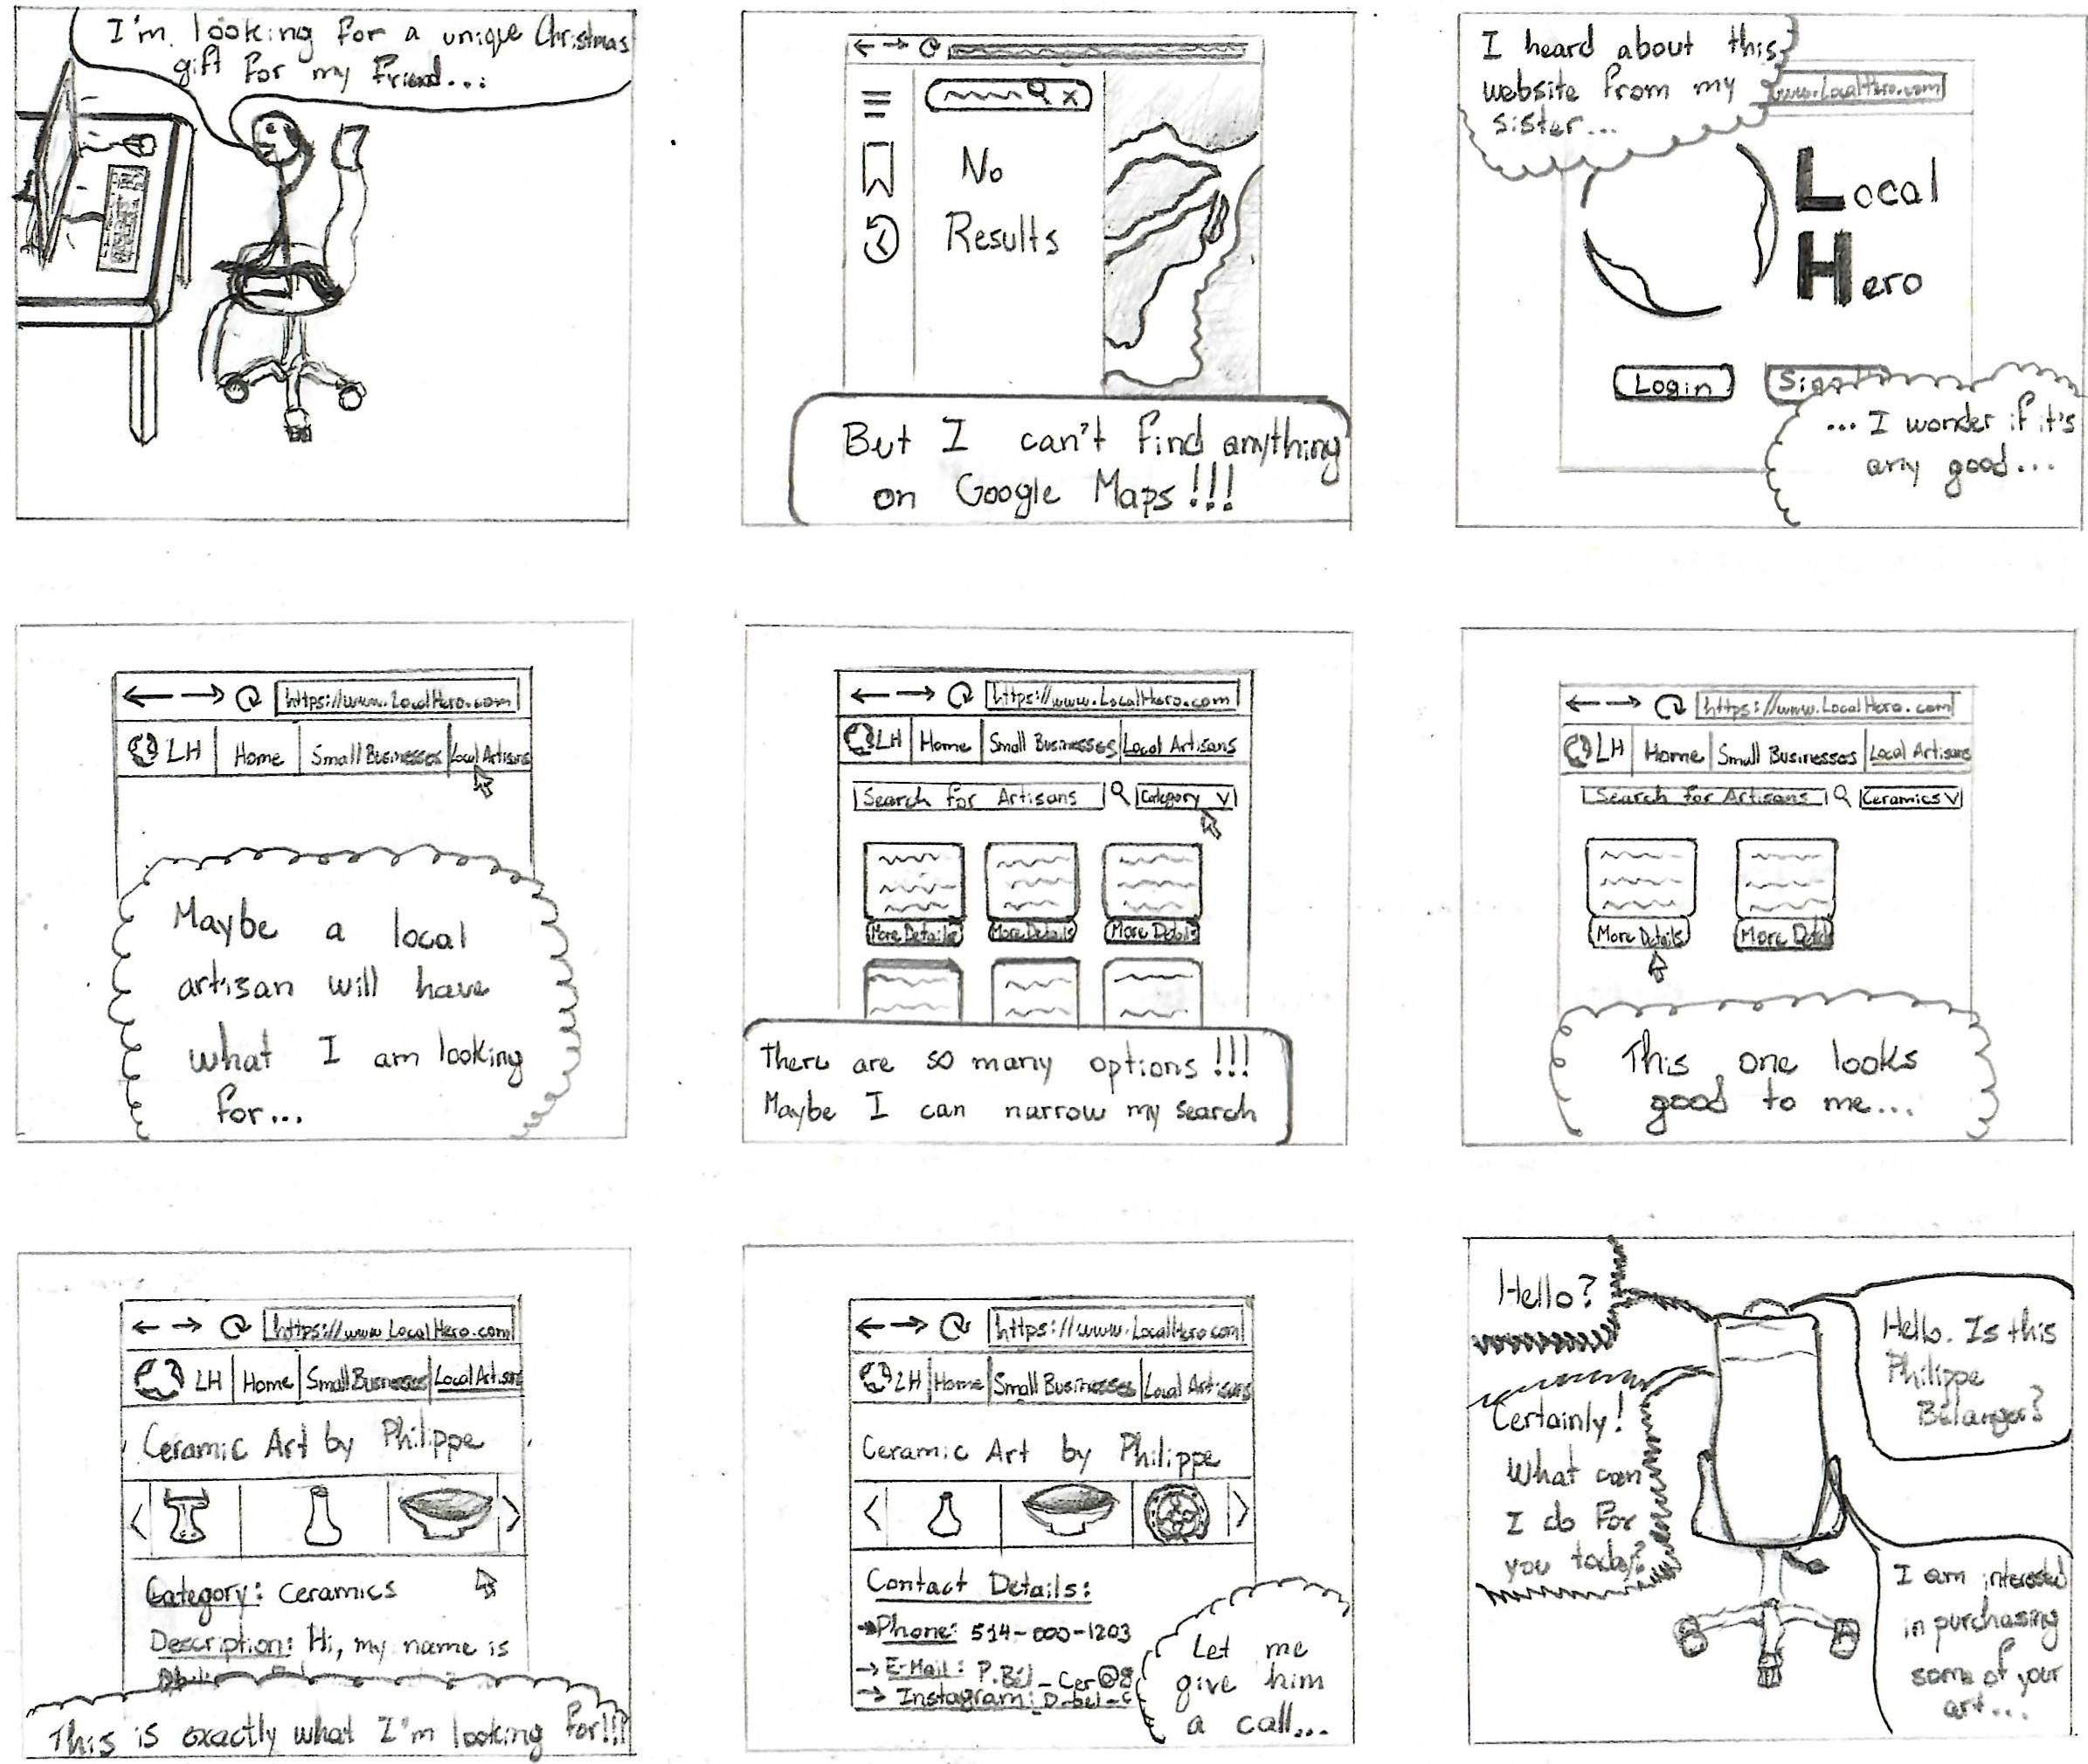 I'm looking for a unique Christmas
gift for my friend...
No
Results
But I can't find anything
on Google Maps!!!
I heard about this
website from my
sister...
www.LocalHero.com
Local
Hero
Login
Sign
... I wonder if it's
any good...
https://www.LocalHero.com
LH Home Small Businesses Local Artisans
Maybe a local
artisan will have
what I am looking
for...
https://www.LocalHero.com
LH Home Small Businesses Local Artisans
Search for Artisans Category V
More Details More Details More Details
There are so many options!!!
Maybe I can narrow my search
https://www.LocalHero.com
LH Home Small Businesses Local Artisans
Search for Artisans Ceramics V
More Details More Details
This one looks
good to me...
https://www.LocalHero.com
LH Home Small Businesses Local Artisans
Ceramic Art by Philippe
Category: Ceramics
Description: Hi, my name is
This is exactly what I'm looking for!!!
https://www.LocalHero.com
LH Home Small Businesses Local Artisans
Ceramic Art by Philippe
Contact Details:
→Phone: 514-000-1203
→ E-Mail: P.Bél_Cer@g
→ Instagram:
Let me
give him
a call...
Hello?
Hello. Is this
Philippe
Bélanger?
Certainly!
What can
I do for
you today?
I am interested
in purchasing
some of your
art...